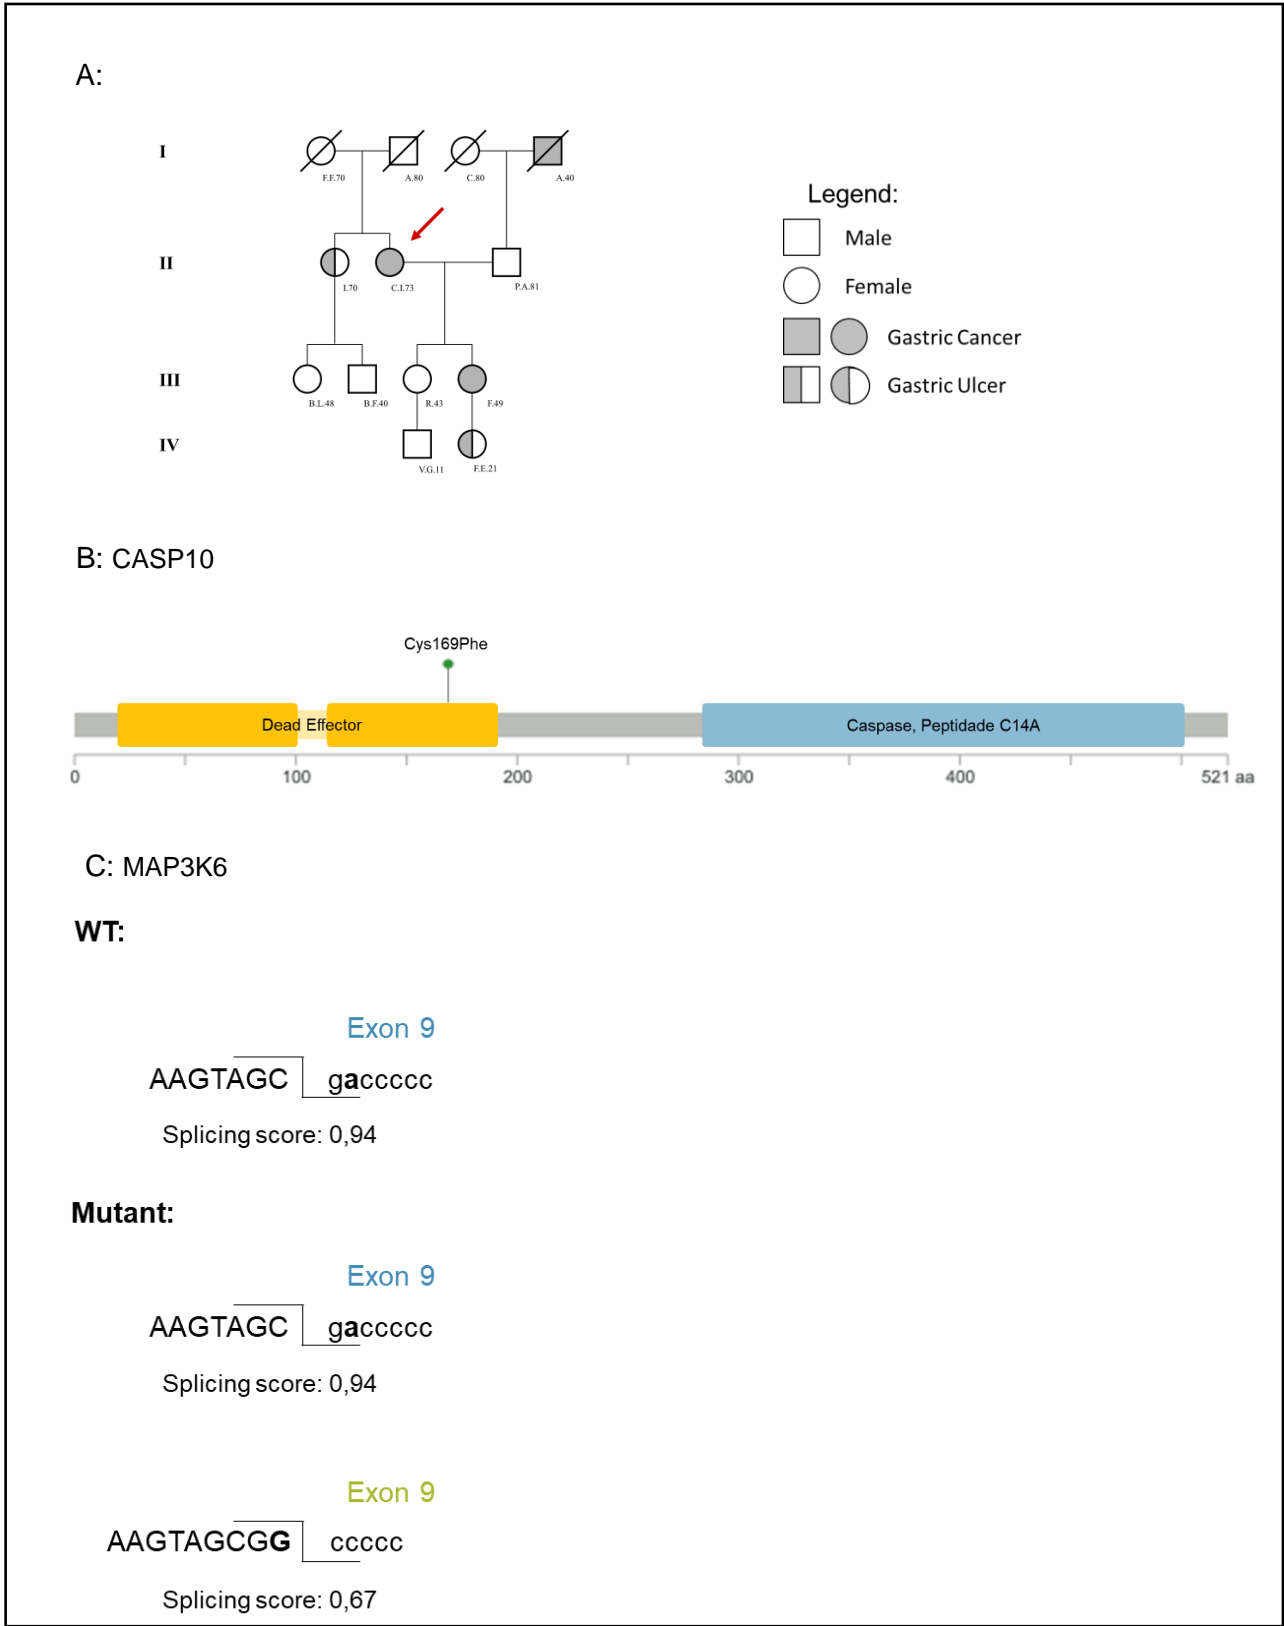 A:
I
F.F.70 A.80 C.80 A.40
Legend:
Male
Female
Gastric Cancer
Gastric Ulcer
II
I.70 C.I.73 P.A.81
III
B.L.48 B.F.40 R.43 F.49
IV
V.G.11 F.E.21
B: CASP10
Cys169Phe
Dead Effector Caspase, Peptidade C14A
0 100 200 300 400 521 aa
C: MAP3K6
WT:
Exon 9
AAGTAGC gaccccc
Splicing score: 0,94
Mutant:
Exon 9
AAGTAGC gaccccc
Splicing score: 0,94
Exon 9
AAGTAGCGG ccccc
Splicing score: 0,67